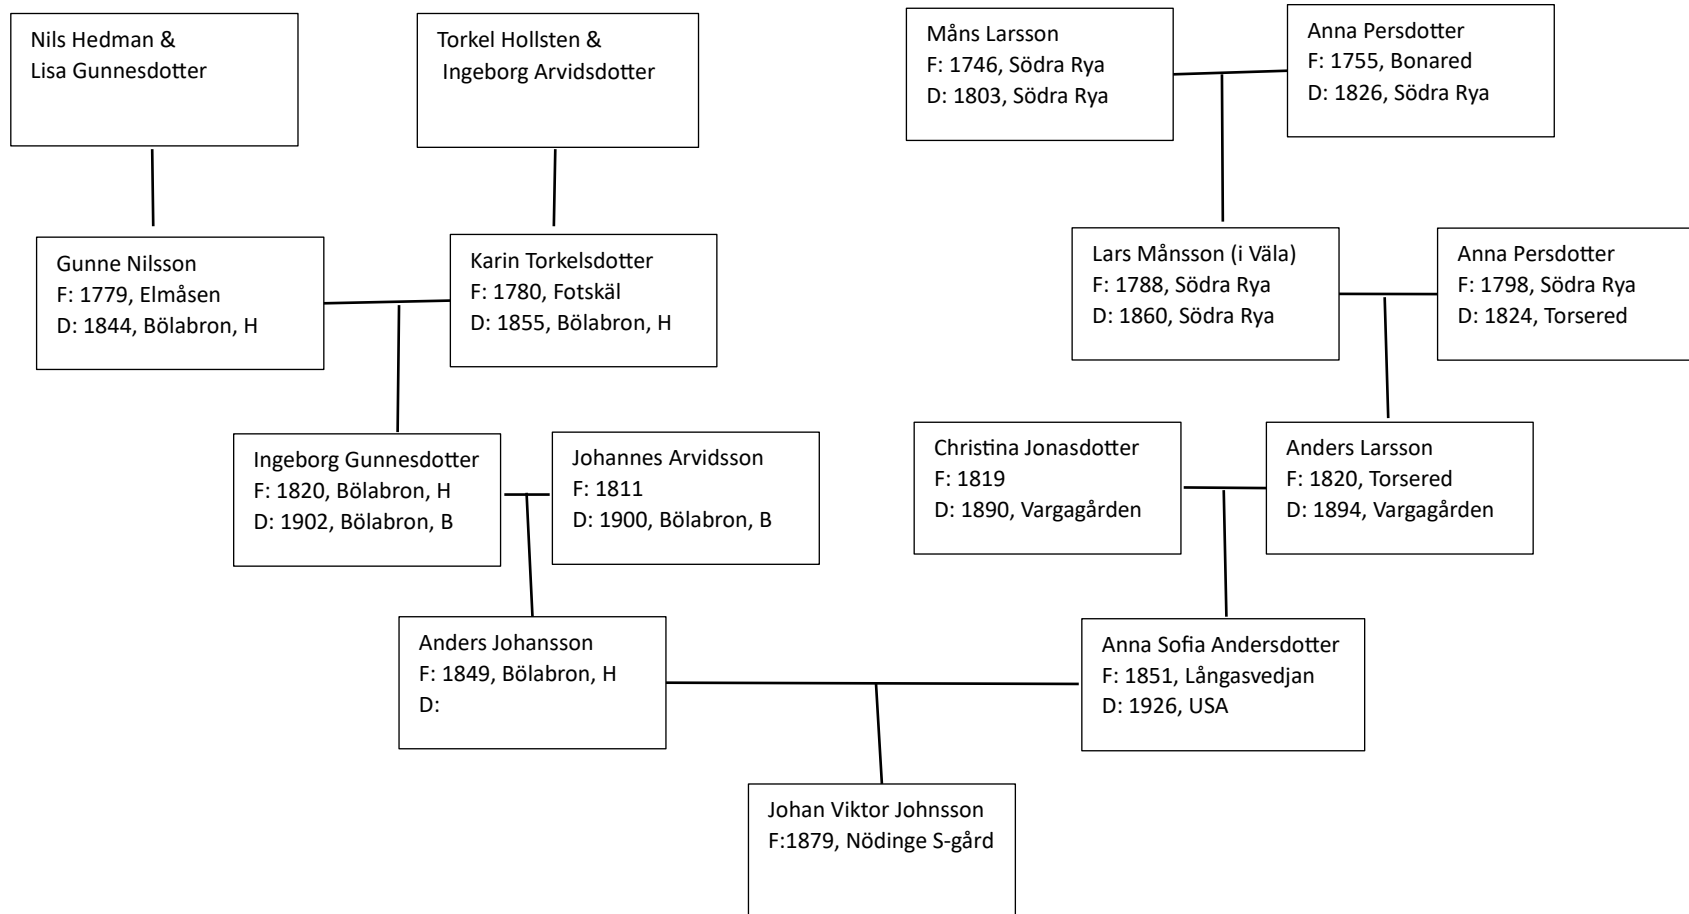 Nils Hedman &
Lisa Gunnesdotter
Torkel Hollsten &
Ingeborg Arvidsdotter
Måns Larsson
F: 1746, Södra Rya
D: 1803, Södra Rya
Anna Persdotter
F: 1755, Bonared
D: 1826, Södra Rya
Gunne Nilsson
F: 1779, Elmåsen
D: 1844, Bölabron, H
Karin Torkelsdotter
F: 1780, Fotskäl
D: 1855, Bölabron, H
Lars Månsson (i Väla)
F: 1788, Södra Rya
D: 1860, Södra Rya
Anna Persdotter
F: 1798, Södra Rya
D: 1824, Torsered
Ingeborg Gunnesdotter
F: 1820, Bölabron, H
D: 1902, Bölabron, B
Johannes Arvidsson
F: 1811
D: 1900, Bölabron, B
Christina Jonasdotter
F: 1819
D: 1890, Vargagården
Anders Larsson
F: 1820, Torsered
D: 1894, Vargagården
Anders Johansson
F: 1849, Bölabron, H
D:
Anna Sofia Andersdotter
F: 1851, Långasvedjan
D: 1926, USA
Johan Viktor Johnsson
F:1879, Nödinge S-gård